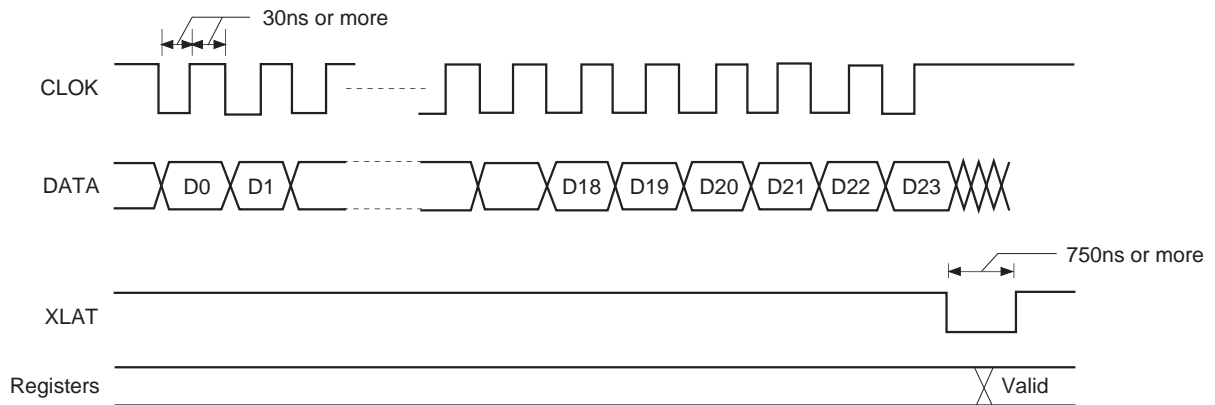 30ns or more
CLOK
DATA
D0 D1 D18 D19 D20 D21 D22 D23
750ns or more
XLAT
Registers
Valid